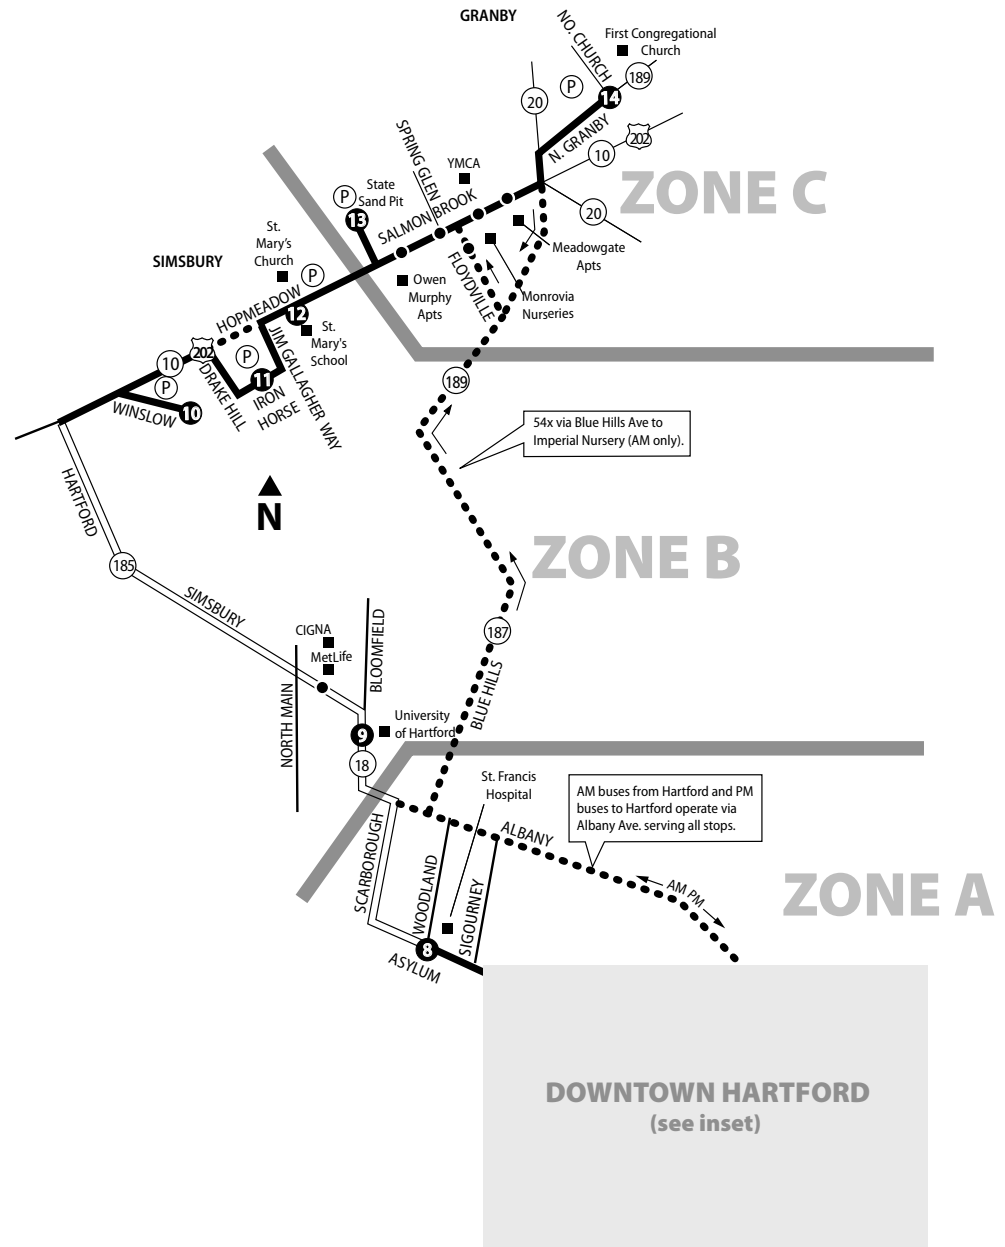 GRANBY
NO. CHURCH
First Congregational
Church
189
P
20
14
N. GRANBY
202
10
20
ZONE C
SPRING GLEN
YMCA
State
Sand Pit
P
13
SALMON BROOK
St.
Mary's
Church
SIMSBURY
P
Meadowgate
Apts
FLOYDVILLE
Owen
Murphy
Apts
Monrovia
Nurseries
HOPMEADOW
12
St.
Mary's
School
202
P
10
P
DRAKE HILL
JIM GALLAGHER WAY
11
IRON
HORSE
WINSLOW
10
189
54x via Blue Hills Ave to
Imperial Nursery (AM only).
HARTFORD
N
185
ZONE B
SIMSBURY
CIGNA
MetLife
BLOOMFIELD
187
BLUE HILLS
NORTH MAIN
University
of Hartford
9
18
St. Francis
Hospital
AM buses from Hartford and PM
buses to Hartford operate via
Albany Ave. serving all stops.
ALBANY
SCARBOROUGH
WOODLAND
SIGOURNEY
AM PM
ZONE A
8
ASYLUM
DOWNTOWN HARTFORD
(see inset)